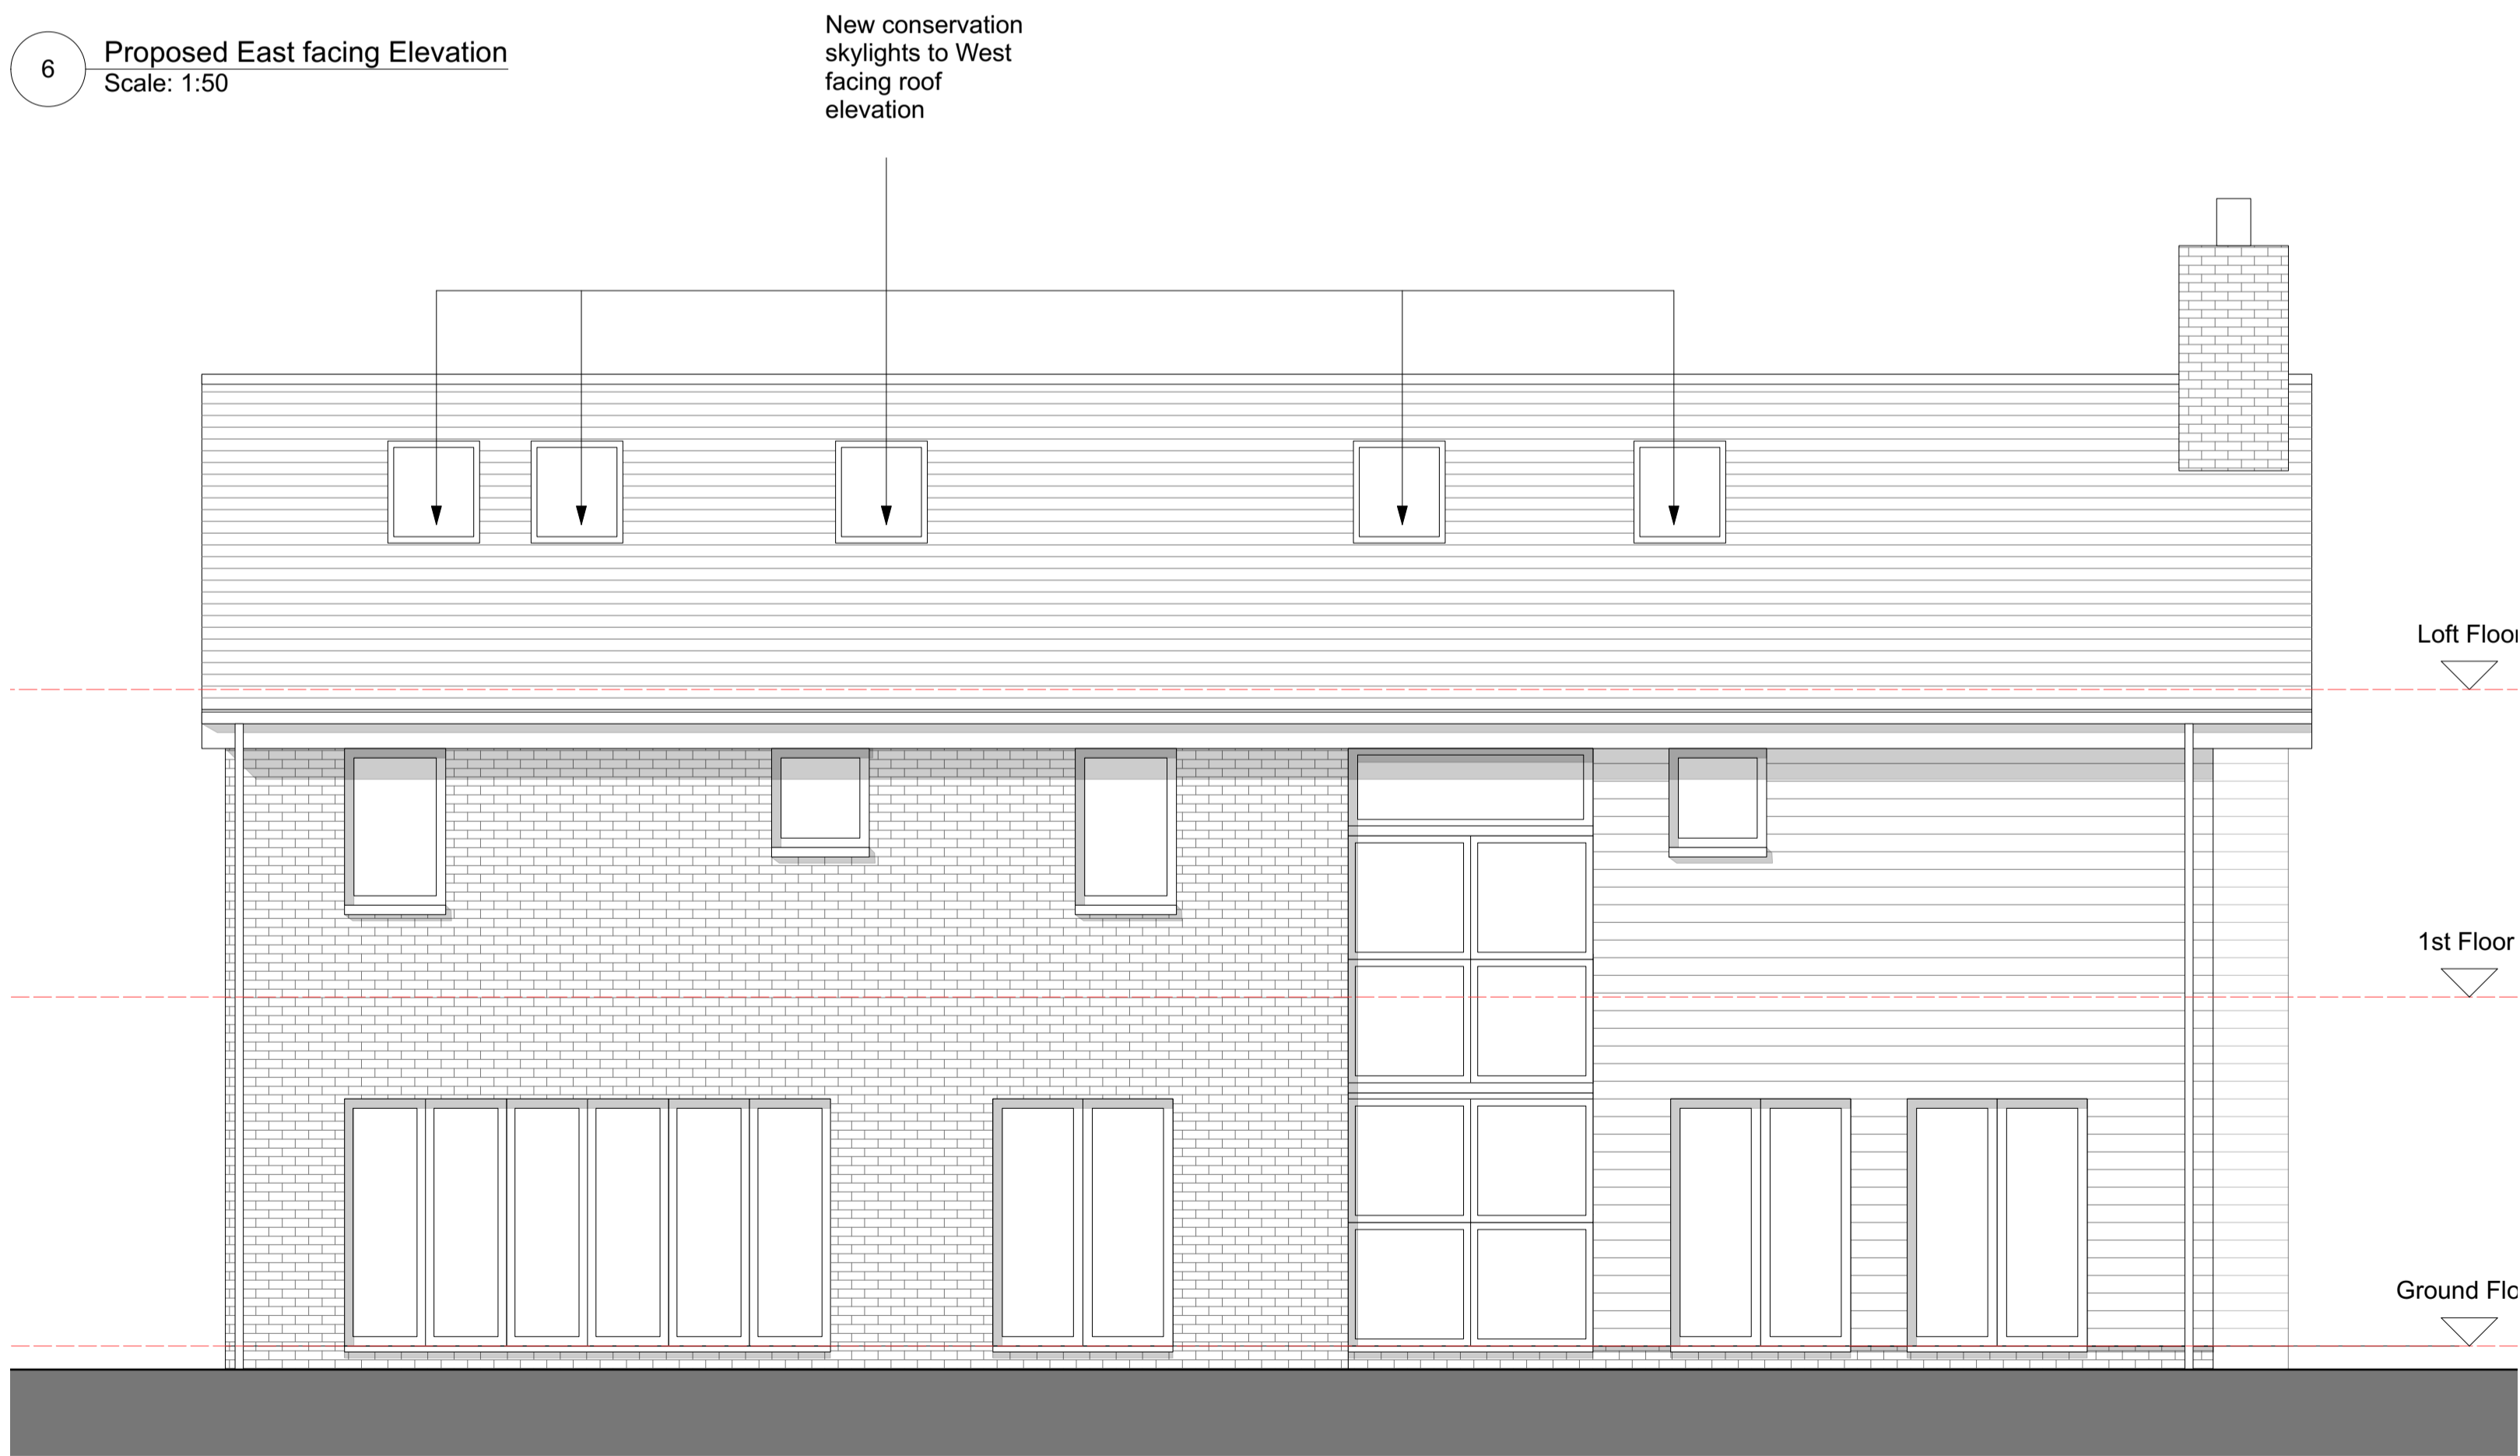 6
Proposed East facing Elevation
Scale: 1:50
New conservation
skylights to West
facing roof
elevation
Loft Floor
1st Floor
Ground Flo